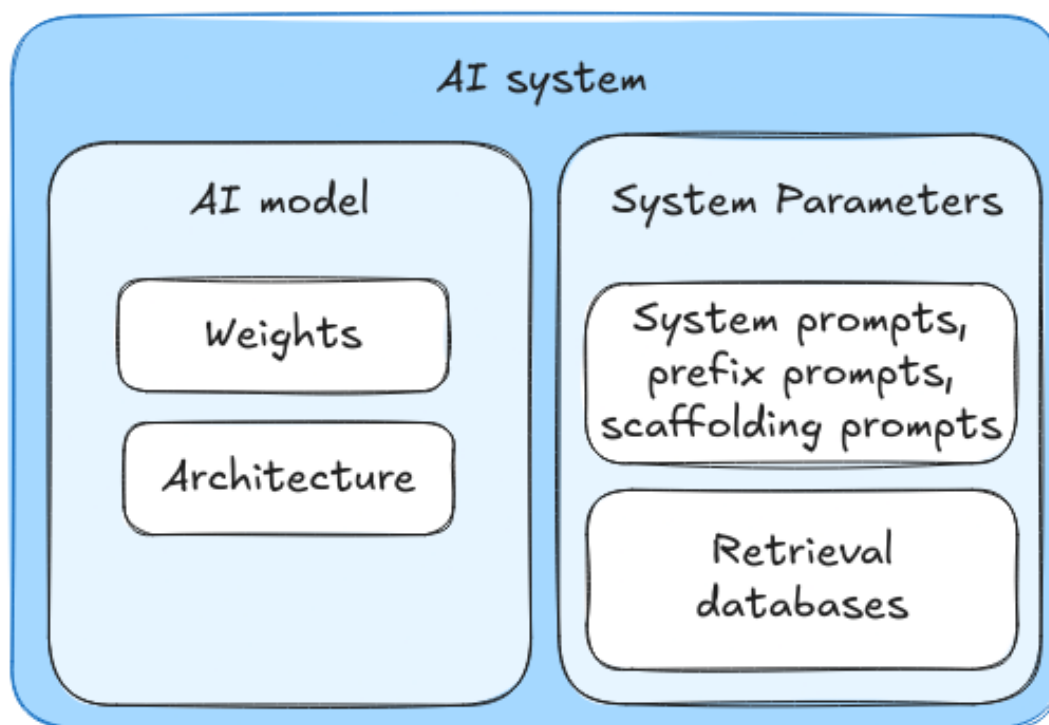 AI system
AI model
Weights
Architecture
System Parameters
System prompts,
prefix prompts,
scaffolding prompts
Retrieval
databases